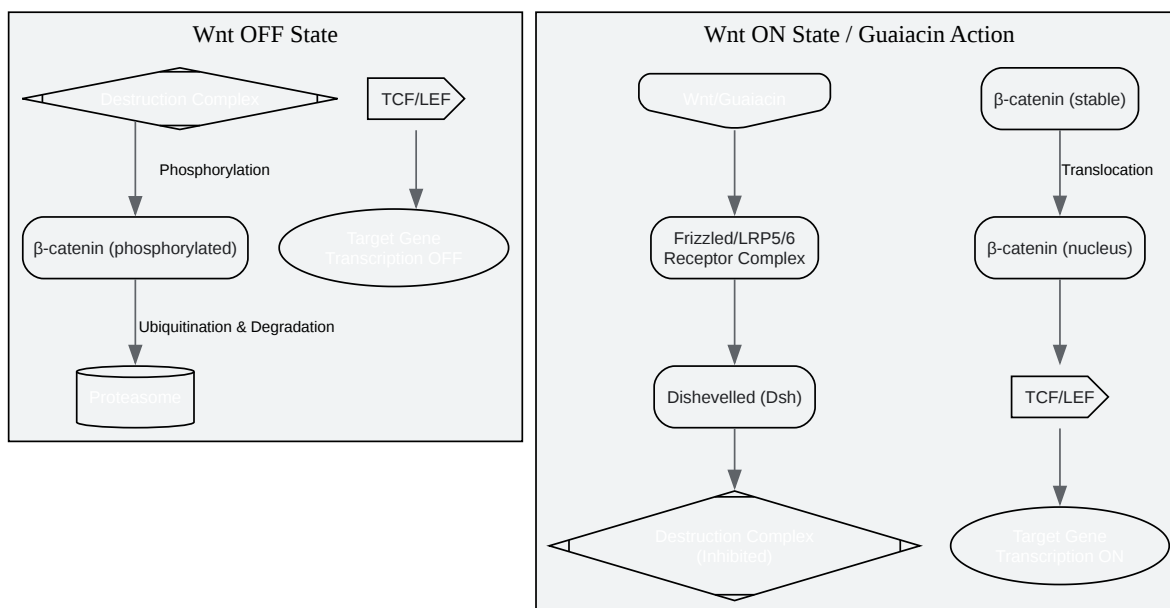 Wnt OFF State
Destruction Complex
TCF/LEF
Phosphorylation
β-catenin (phosphorylated)
Target Gene
Transcription OFF
Ubiquitination & Degradation
Proteasome
Wnt ON State / Guaiacin Action
Wnt/Guaiacin
β-catenin (stable)
Translocation
Frizzled/LRP5/6
Receptor Complex
β-catenin (nucleus)
Dishevelled (Dsh)
TCF/LEF
Destruction Complex
(Inhibited)
Target Gene
Transcription ON